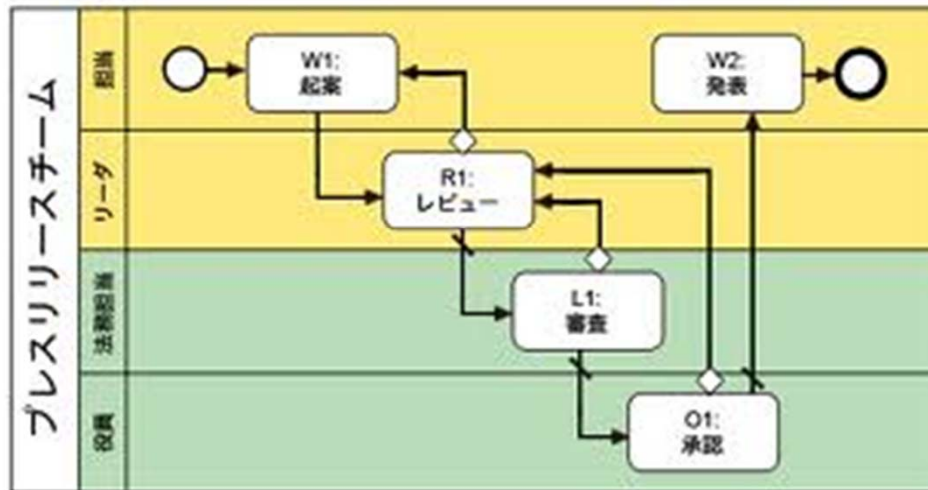 プレスリリースチーム
担当
W1:
起案
W2:
発表
リーダ
R1:
レビュー
法務担当
L1:
審査
役員
O1:
承認